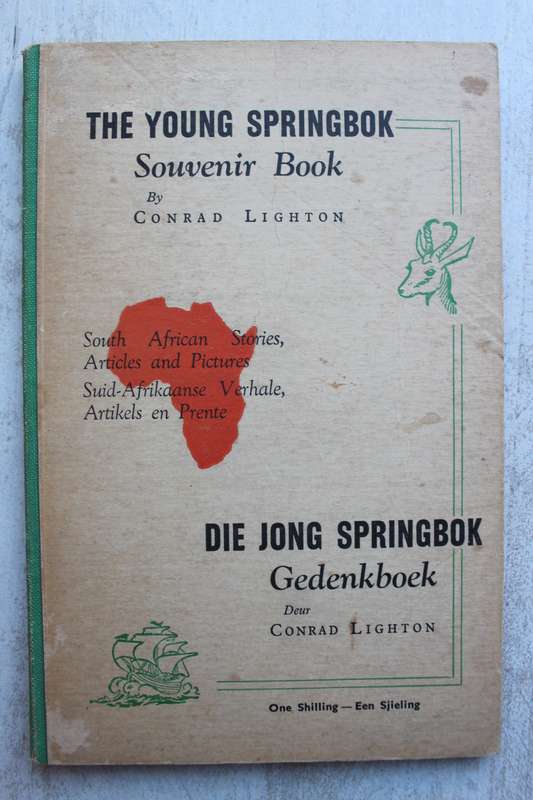 THE YOUNG SPRINGBOK
Souvenir Book
By
CONRAD LIGHTON
South African Stories,
Articles and Pictures
Suid-Afrikaanse Verhale,
Artikels en Prente
DIE JONG SPRINGBOK
Gedenkboek
Deur
CONRAD LIGHTON
One Shilling — Een Sjieling